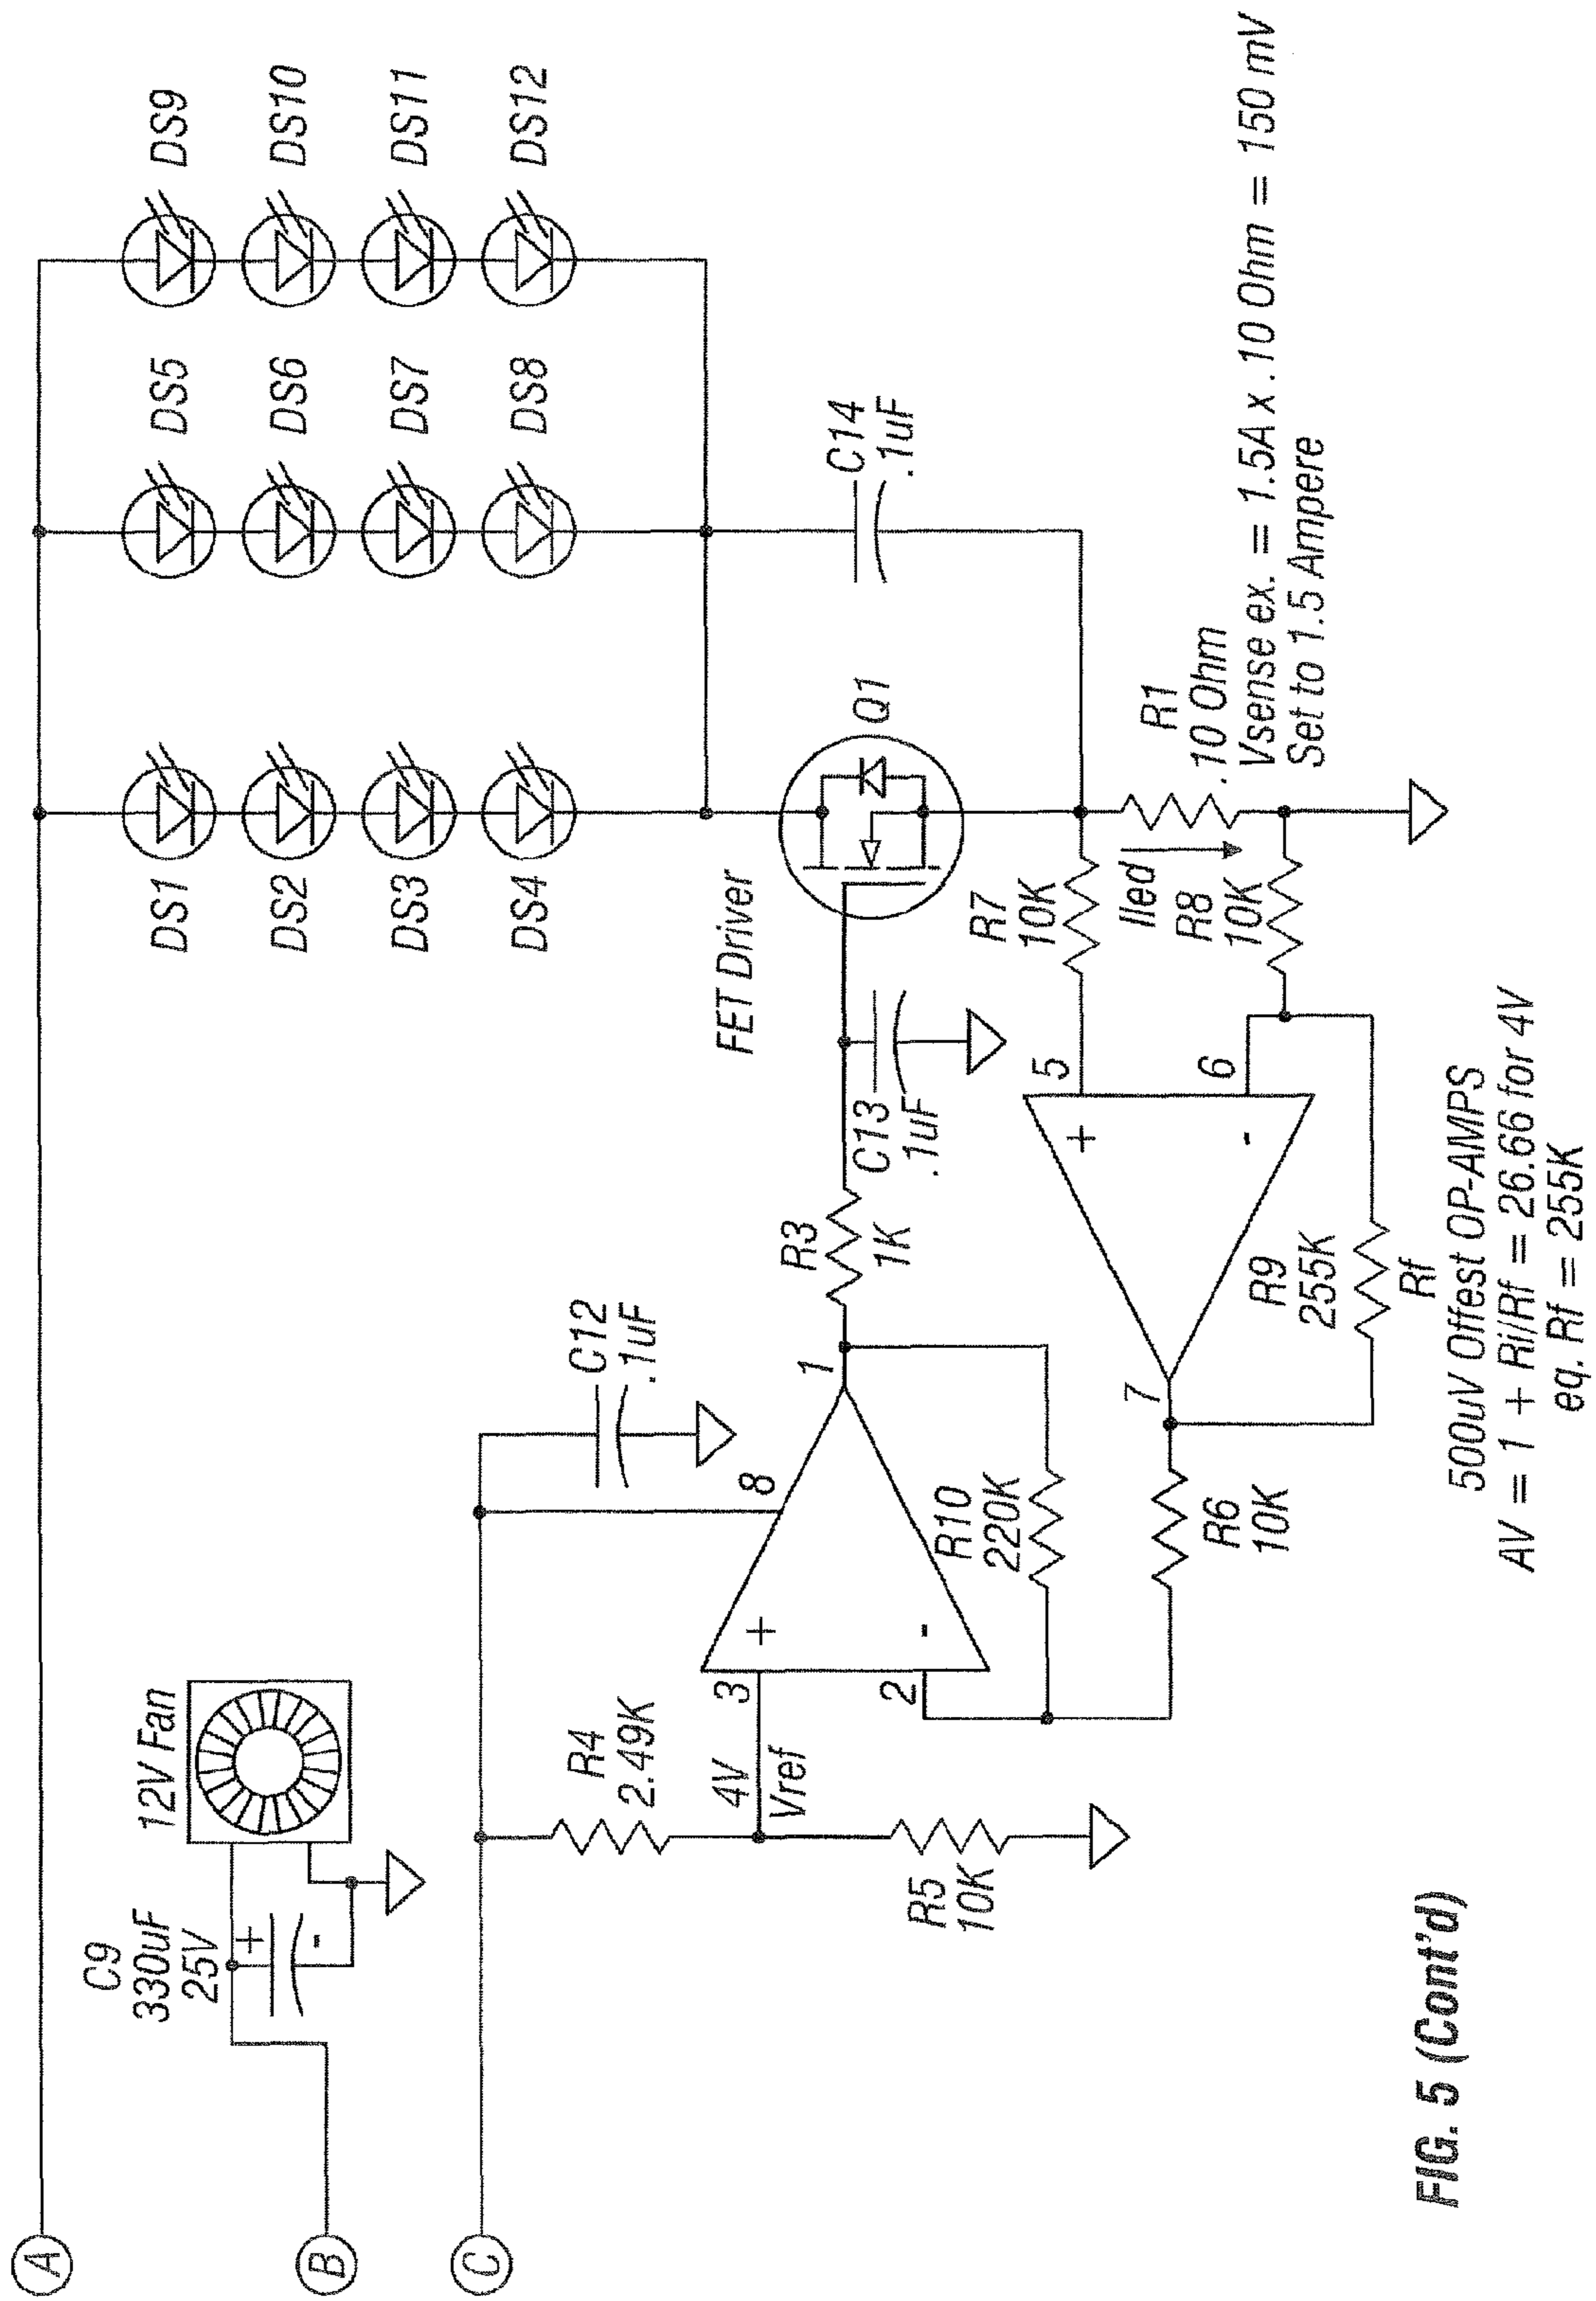 A
B
C
C9
330uF
25V
+
-
12V Fan
DS1
DS2
DS3
DS4
DS5
DS6
DS7
DS8
DS9
DS10
DS11
DS12
C12
.1uF
R4
2.49K
4V
Vref
R5
10K
3
2
8
1
+
-
R10
220K
R3
1K
C13
.1uF
FET Driver
Q1
C14
.1uF
R7
10K
Iled
R8
10K
R1
.10 Ohm
Vsense ex. = 1.5A x .10 Ohm = 150 mV
Set to 1.5 Ampere
5
6
7
+
-
R6
10K
R9
255K
Rf
500uV Offest OP-AMPS
AV = 1 + Ri/Rf = 26.66 for 4V
eq. Rf = 255K
FIG. 5 (Cont'd)